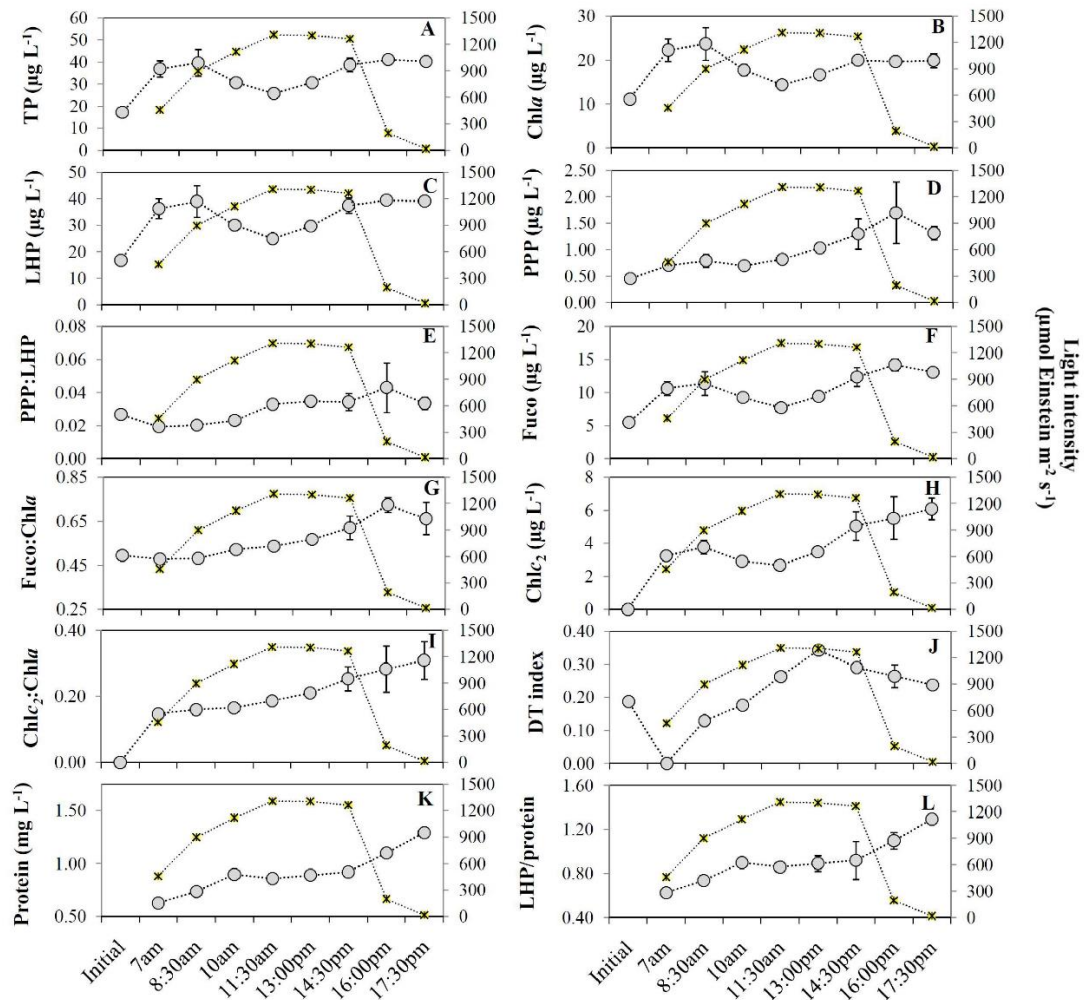 60 1500
50 A 1200
40 900
30
20 600
10 300
0 0
TP (µg L-1)
30 1500
B 1200
20 900
10 600
300
0 0
Chla (µg L-1)
50 1500
40 C 1200
30 900
20 600
10 300
0 0
LHP (µg L-1)
2.50 1500
2.00 D 1200
1.50 900
1.00 600
0.50 300
0.00 0
PPP (µg L-1)
0.08 1500
E 1200
0.06 900
0.04 600
0.02 300
0.00 0
PPP:LHP
20 1500
F 1200
15 900
10 600
5 300
0 0
Fuco (µg L-1)
Light intensity
(µmol Einstein m-2 s-1)
0.85 1500
G 1200
0.65 900
0.45 600
300
0.25 0
Fuco:Chla
8 1500
H 1200
6 900
4 600
2 300
0 0
Chlc2 (µg L-1)
0.40 1500
I 1200
0.20 900
600
300
0.00 0
Chlc2:Chla
0.40 1500
J 1200
0.30 900
0.20 600
0.10 300
0.00 0
DT index
K 1500
1.50 1200
1.00 900
600
300
0.50 0
Protein (mg L-1)
1.60 1500
L 1200
1.20 900
0.80 600
300
0.40 0
LHP/protein
Initial 7am 8:30am 10am 11:30am 13:00pm 14:30pm 16:00pm 17:30pm
Initial 7am 8:30am 10am 11:30am 13:00pm 14:30pm 16:00pm 17:30pm